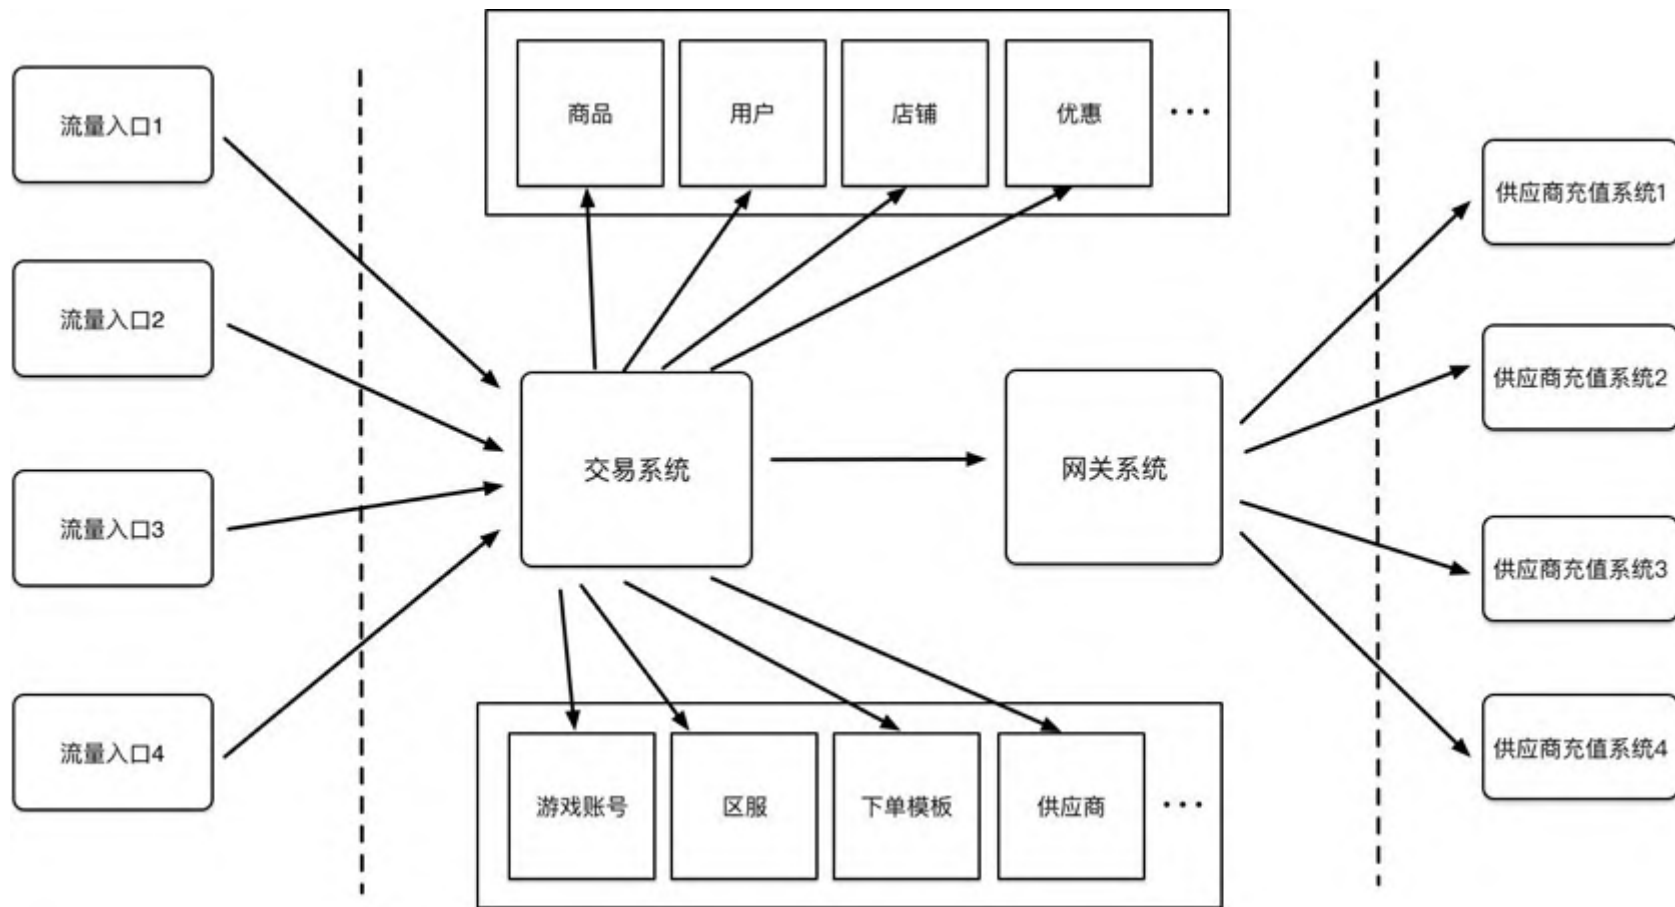 商品
用户
店铺
优惠
...
流量入口1
流量入口2
流量入口3
流量入口4
交易系统
网关系统
供应商充值系统1
供应商充值系统2
供应商充值系统3
供应商充值系统4
游戏账号
区服
下单模板
供应商
...